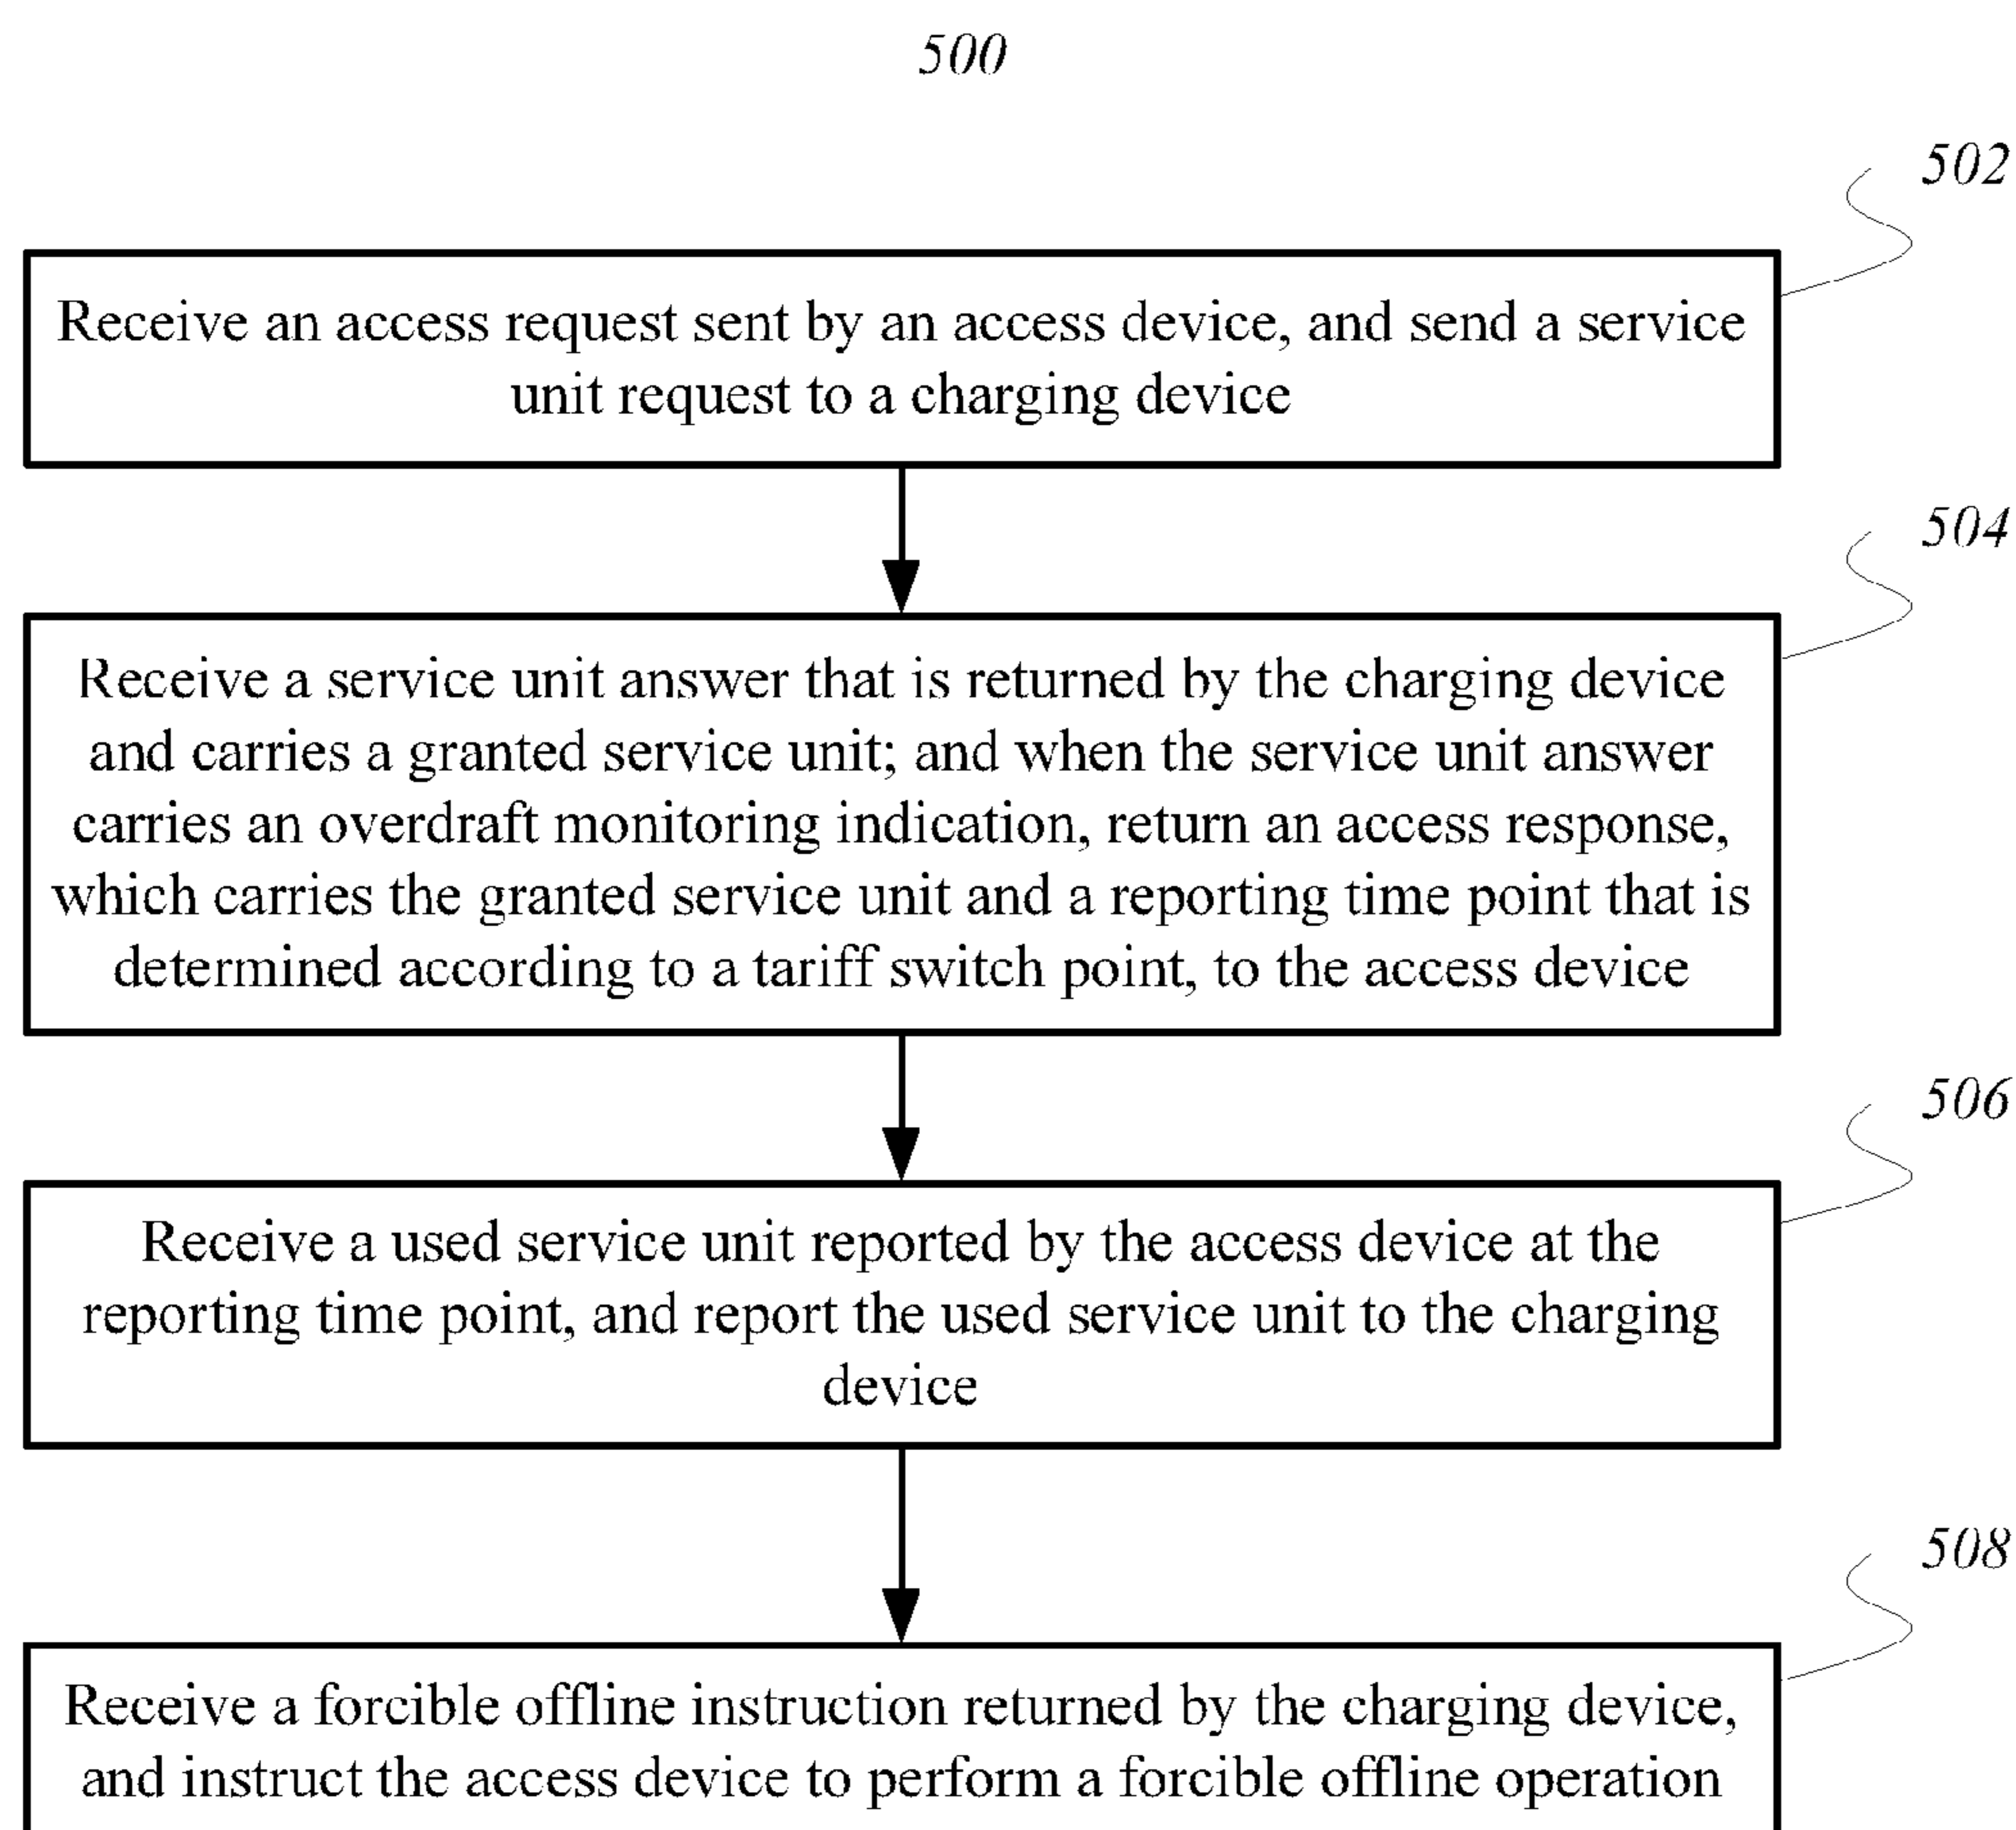 500
502
Receive an access request sent by an access device, and send a service
unit request to a charging device
504
Receive a service unit answer that is returned by the charging device
and carries a granted service unit; and when the service unit answer
carries an overdraft monitoring indication, return an access response,
which carries the granted service unit and a reporting time point that is
determined according to a tariff switch point, to the access device
506
Receive a used service unit reported by the access device at the
reporting time point, and report the used service unit to the charging
device
508
Receive a forcible offline instruction returned by the charging device,
and instruct the access device to perform a forcible offline operation